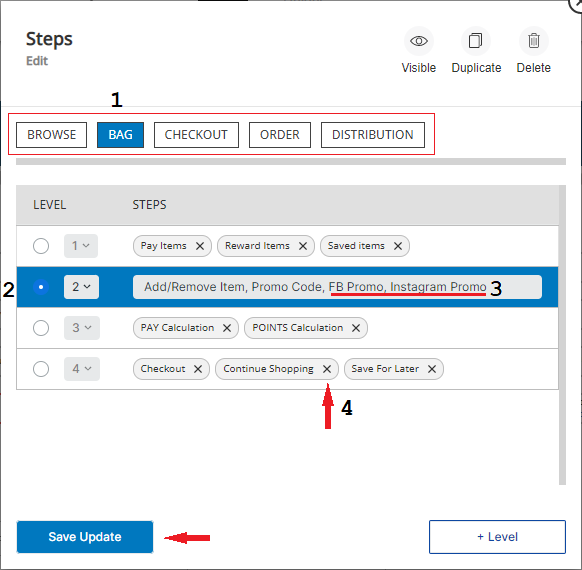 Steps
Edit
Visible Duplicate Delete
1
BROWSE BAG CHECKOUT ORDER DISTRIBUTION
LEVEL STEPS
1 Pay Items Reward Items Saved items
2 2 Add/Remove Item, Promo Code, FB Promo, Instagram Promo 3
3 PAY Calculation POINTS Calculation
4 Checkout Continue Shopping Save For Later
4
Save Update + Level